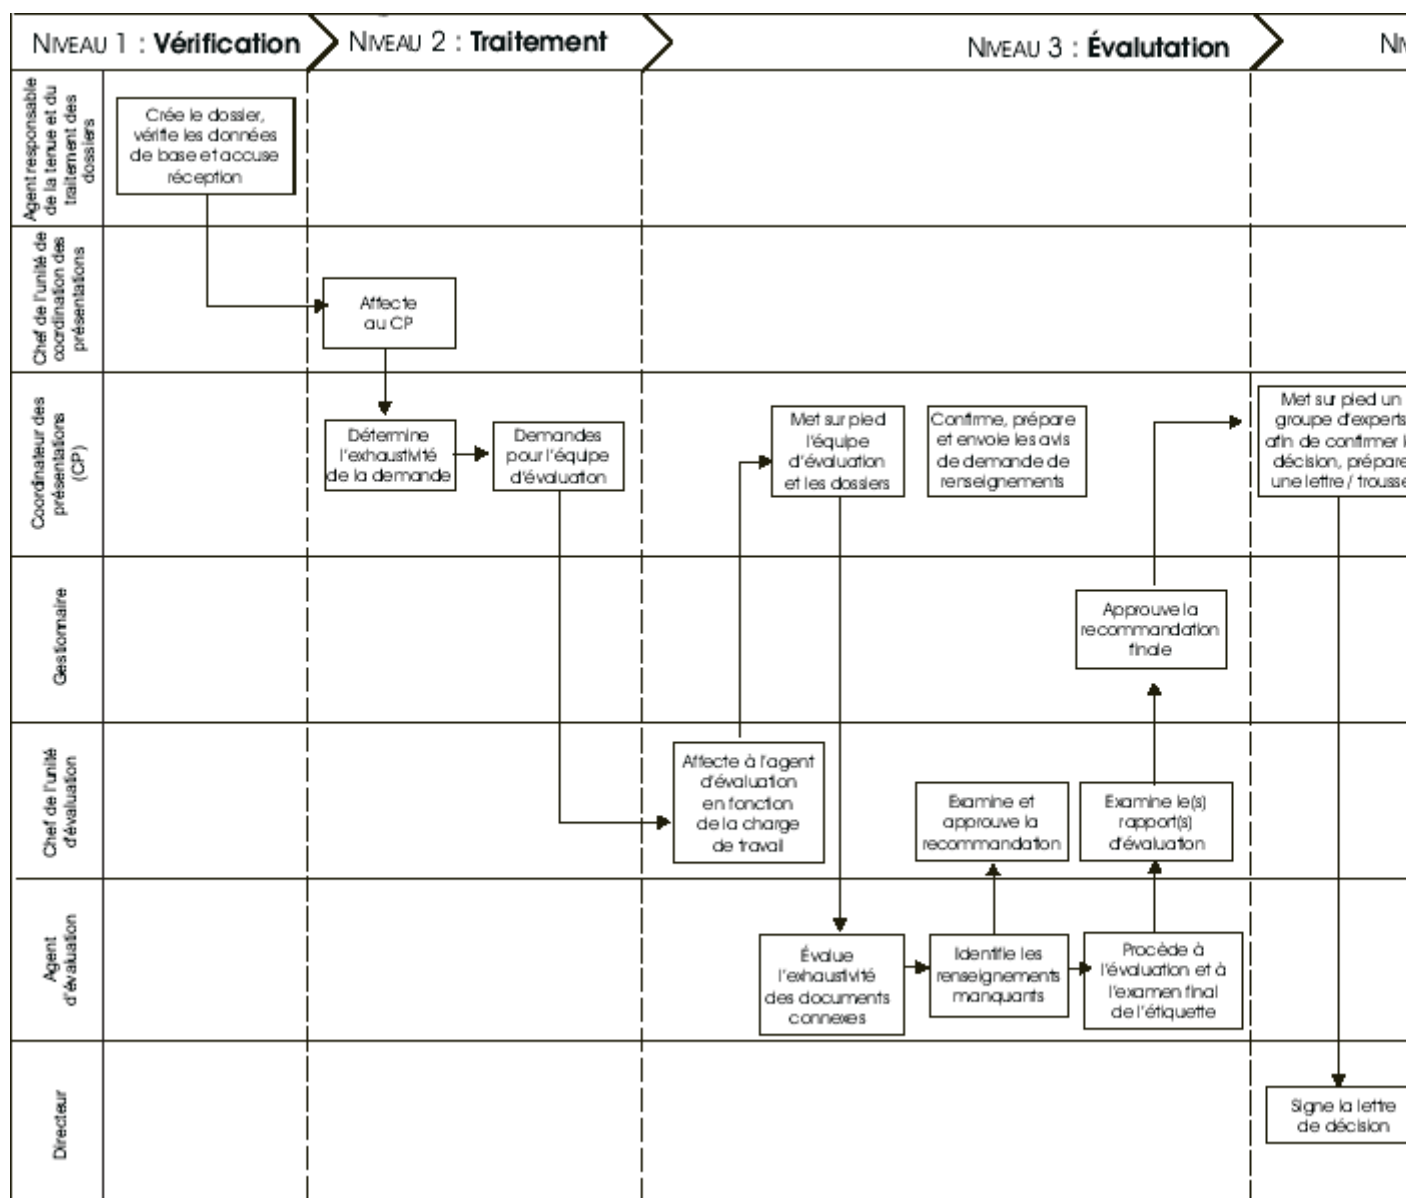 NIVEAU 1 : Vérification
NIVEAU 2 : Traitement
NIVEAU 3 : Évalutation
Agent responsable
de la tenue et du
traitement des
dossiers
Crée le dossier,
vérifie les données
de base et accuse
réception
Chef de l'unité de
coordination des
présentations
Affecte
au CP
Coordinateur des
présentations
(CP)
Détermine
l'exhaustivité
de la demande
Demandes
pour l'équipe
d'évaluation
Met sur pied
l'équipe
d'évaluation
et les dossiers
Confirme, prépare
et envoie les avis
de demande de
renseignements
Met sur pied un
groupe d'experts
afin de confirmer
décision, prépare
une lettre / trousse
Gestionnaire
Approuve la
recommandation
finale
Chef de l'unité
d'évaluation
Affecte à l'agent
d'évaluation
en fonction
de la charge
de travail
Examine et
approuve la
recommandation
Examine le(s)
rapport(s)
d'évaluation
Agent
d'évaluation
Évalue
l'exhaustivité
des documents
connexes
Identifie les
renseignements
manquants
Procède à
l'évaluation et à
l'examen final
de l'étiquette
Directeur
Signe la lettre
de décision